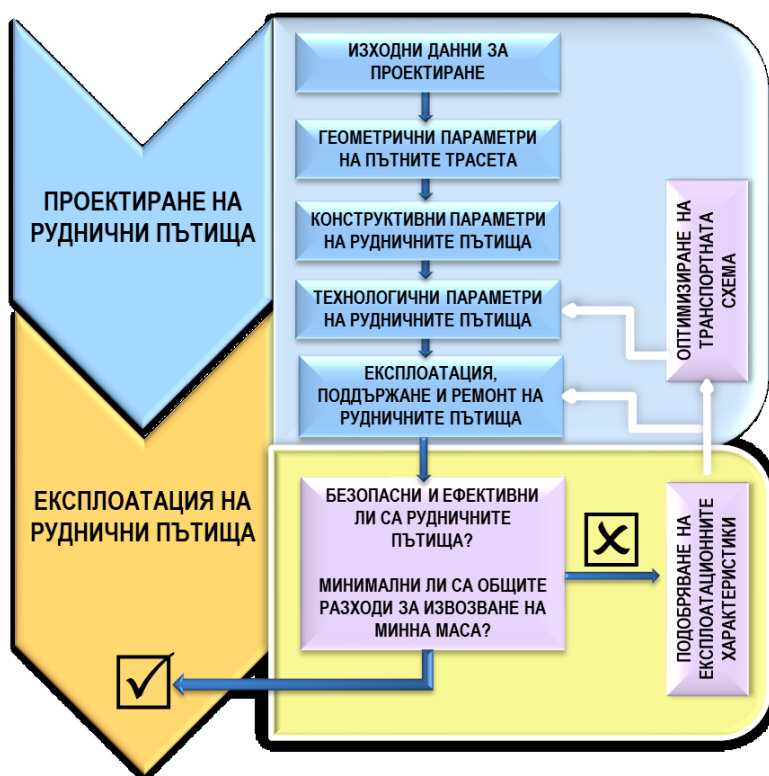 ПРОЕКТИРАНЕ НА
РУДНИЧНИ ПЪТИЩА
ИЗХОДНИ ДАННИ ЗА
ПРОЕКТИРАНЕ
ГЕОМЕТРИЧНИ ПАРАМЕТРИ
НА ПЪТНИТЕ ТРАСЕТА
КОНСТРУКТИВНИ ПАРАМЕТРИ
НА РУДНИЧНИТЕ ПЪТИЩА
ТЕХНОЛОГИЧНИ ПАРАМЕТРИ
НА РУДНИЧНИТЕ ПЪТИЩА
ЕКСПЛОАТАЦИЯ,
ПОДДЪРЖАНЕ И РЕМОНТ НА
РУДНИЧНИТЕ ПЪТИЩА
ОПТИМИЗИРАНЕ НА
ТРАНСПОРТНАТА
СХЕМА
ЕКСПЛОАТАЦИЯ НА
РУДНИЧНИ ПЪТИЩА
БЕЗОПАСНИ И ЕФЕКТИВНИ
ЛИ СА РУДНИЧНИТЕ
ПЪТИЩА?
МИНИМАЛНИ ЛИ СА ОБЩИТЕ
РАЗХОДИ ЗА ИЗВОЗВАНЕ НА
МИННА МАСА?
ПОДОБРЯВАНЕ НА
ЕКСПЛОАТАЦИОННИТЕ
ХАРАКТЕРИСТИКИ